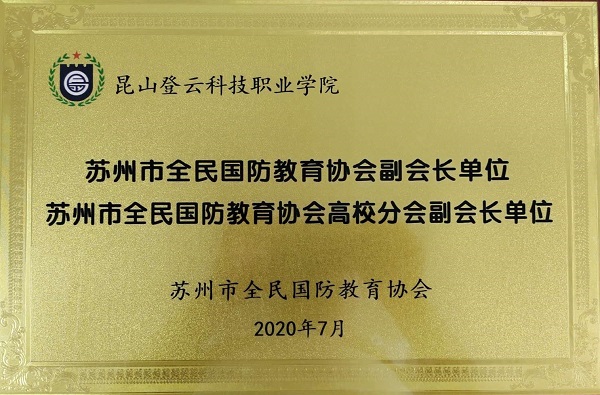 昆山登云科技职业学院
苏州市全民国防教育协会副会长单位
苏州市全民国防教育协会高校分会副会长单位
苏州市全民国防教育协会
2020年7月